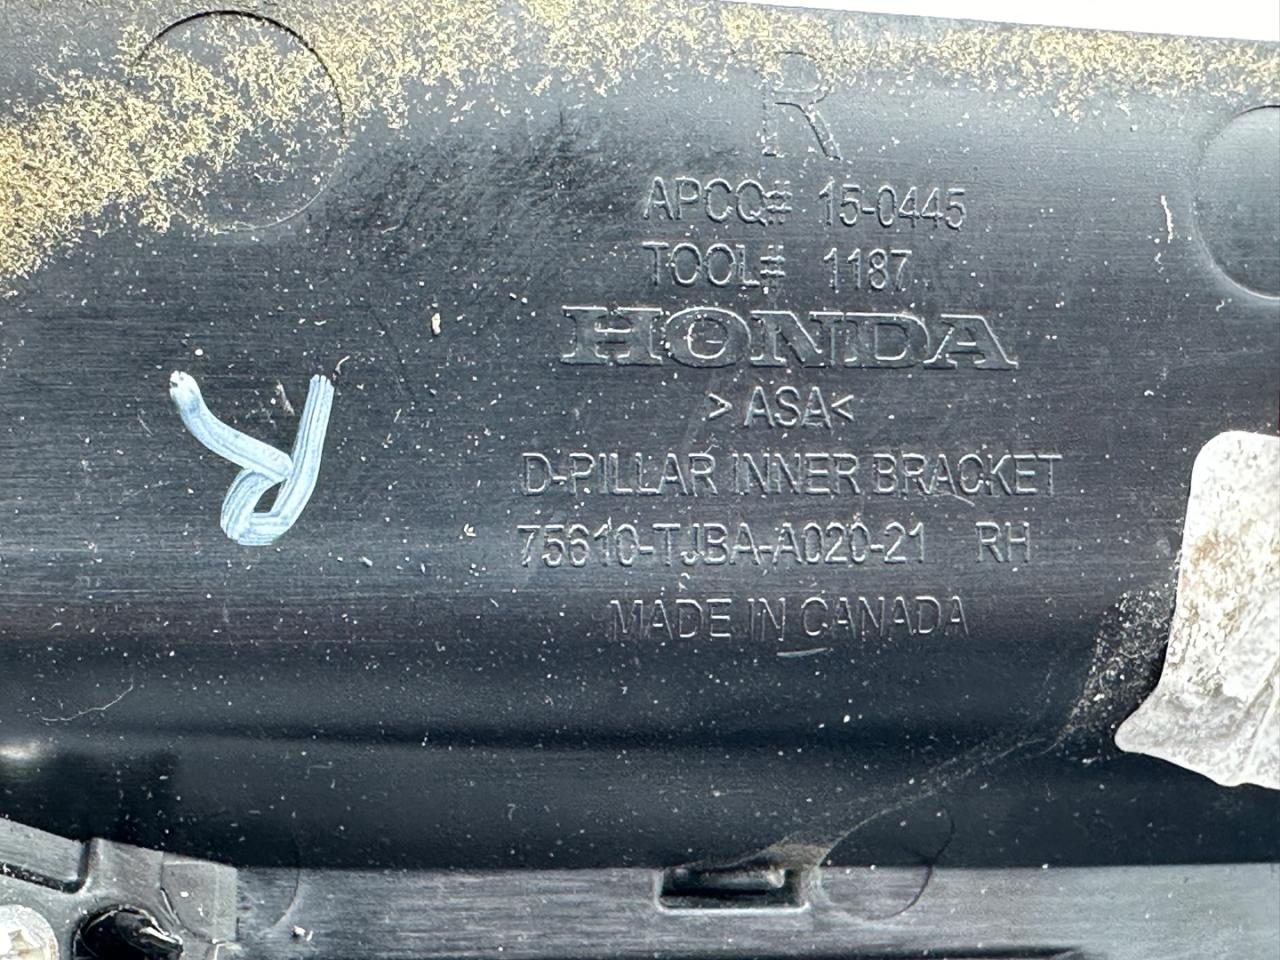 R
APCQ# 15-0445
TOOL# 1187
HONDA
>ASA<
D-PILLAR INNER BRACKET
75610-TJBA-A020-21 RH
MADE IN CANADA
R